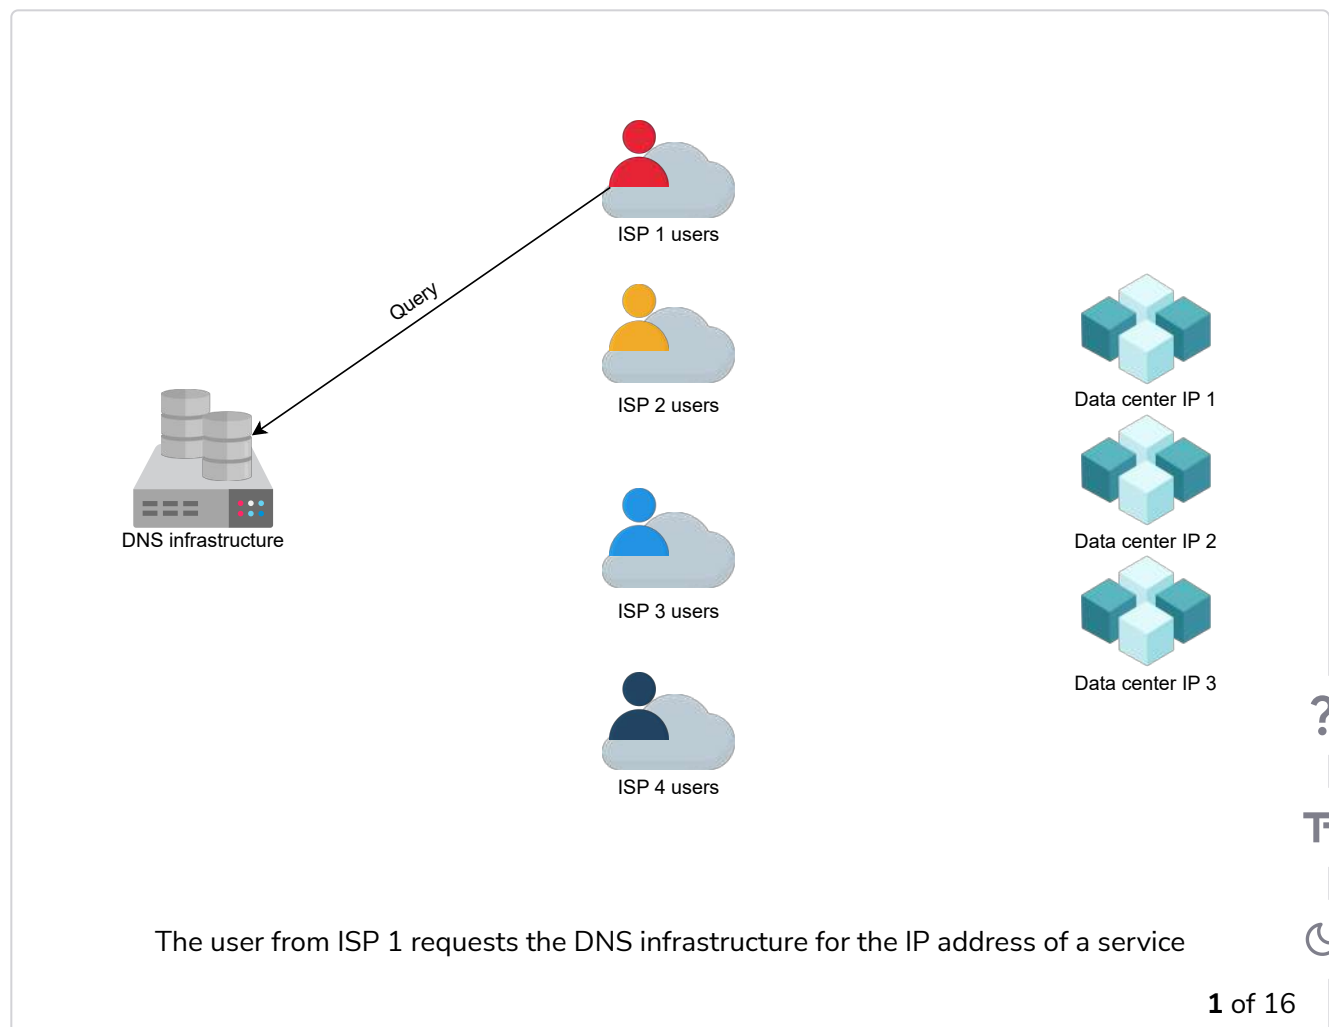 ISP 1 users
Query
ISP 2 users
Data center IP 1
DNS infrastructure
Data center IP 2
ISP 3 users
Data center IP 3
ISP 4 users
?
The user from ISP 1 requests the DNS infrastructure for the IP address of a service
1 of 16